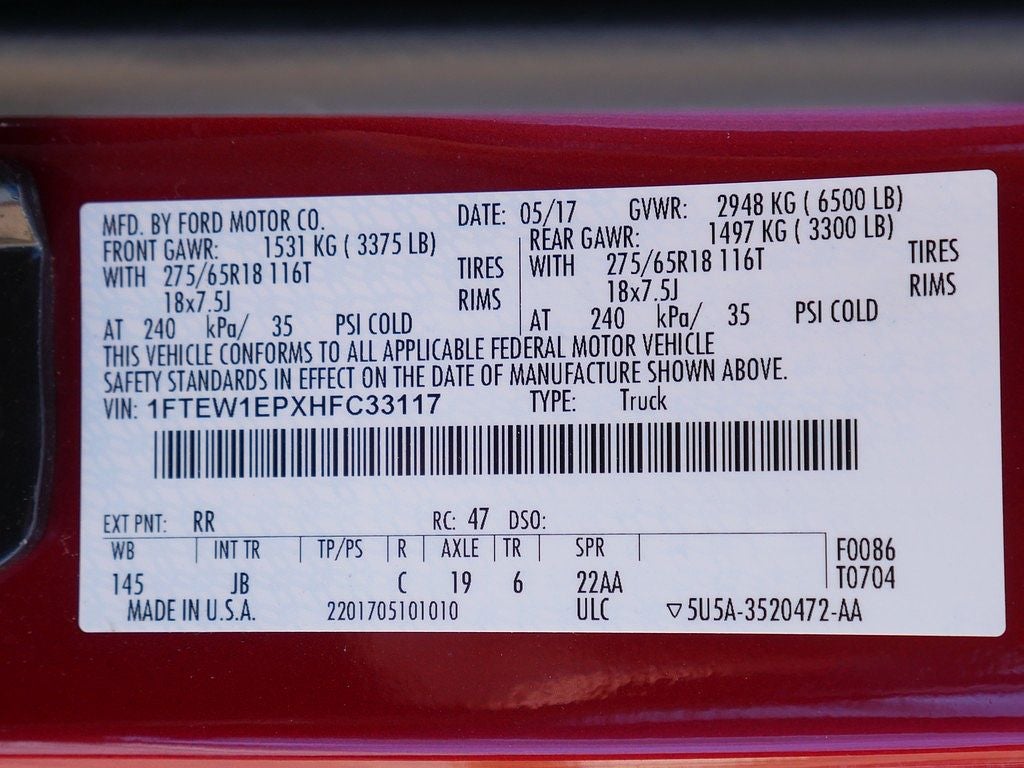 MFD. BY FORD MOTOR CO. DATE: 05/17 GVWR: 2948 KG ( 6500 LB)
FRONT GAWR: 1531 KG ( 3375 LB) REAR GAWR: 1497 KG ( 3300 LB)
WITH 275/65R18 116T TIRES WITH 275/65R18 116T TIRES
18x7.5J RIMS 18x7.5J RIMS
AT 240 kPa/ 35 PSI COLD AT 240 kPa/ 35 PSI COLD
THIS VEHICLE CONFORMS TO ALL APPLICABLE FEDERAL MOTOR VEHICLE
SAFETY STANDARDS IN EFFECT ON THE DATE OF MANUFACTURE SHOWN ABOVE.
VIN: 1FTEW1EPXHFC33117 TYPE: Truck
EXT PNT: RR RC: 47 DSO:
WB INT TR TP/PS R AXLE TR SPR F0086
145 JB C 19 6 22AA T0704
MADE IN U.S.A. 2201705101010 ULC ▽5U5A-3520472-AA